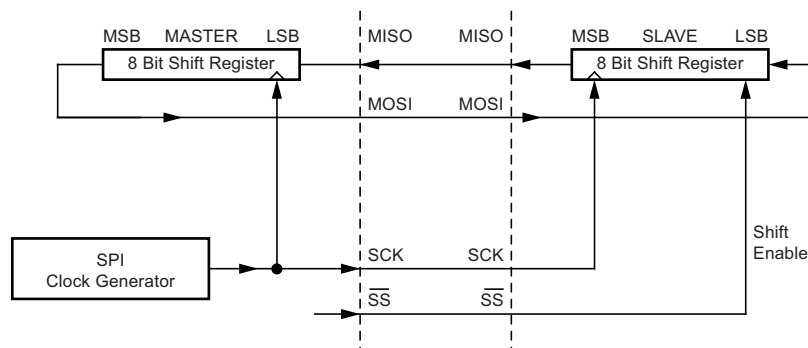 MSB MASTER LSB MISO MISO MSB SLAVE LSB
8 Bit Shift Register 8 Bit Shift Register
MOSI MOSI
SPI
Clock Generator
SCK SCK
Shift
Enable
SS SS